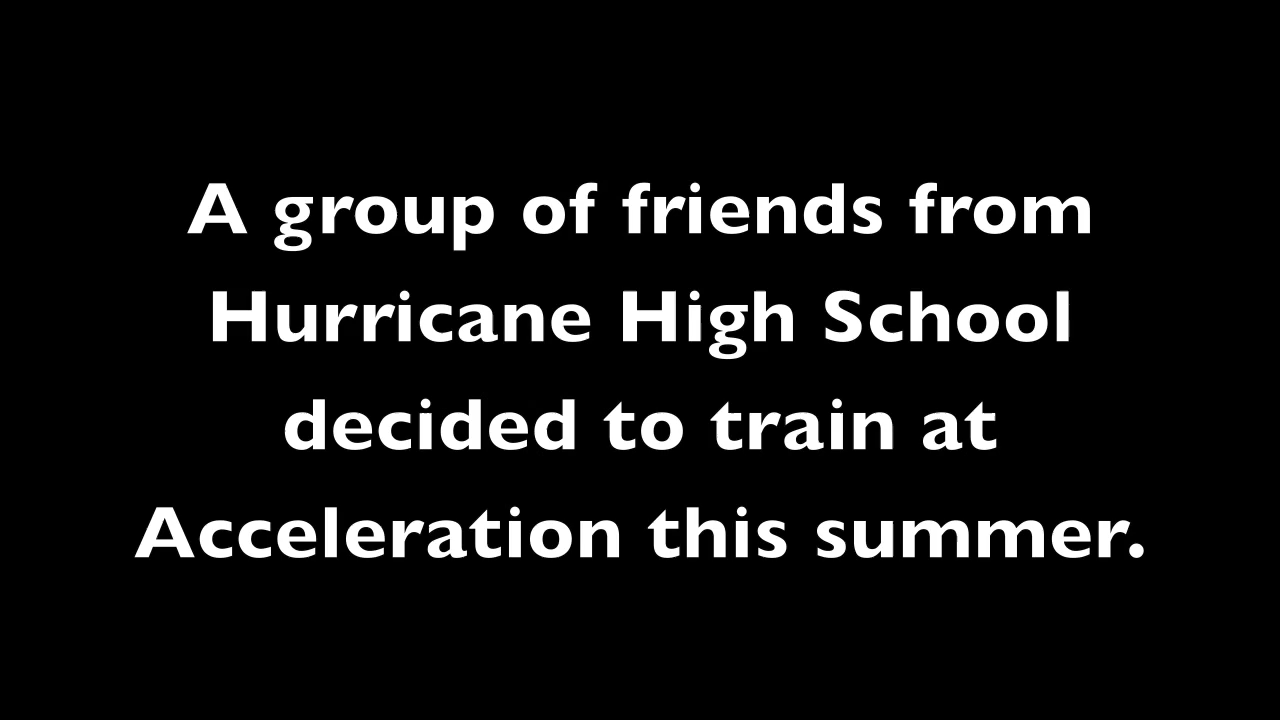 A group of friends from
Hurricane High School
decided to train at
Acceleration this summer.